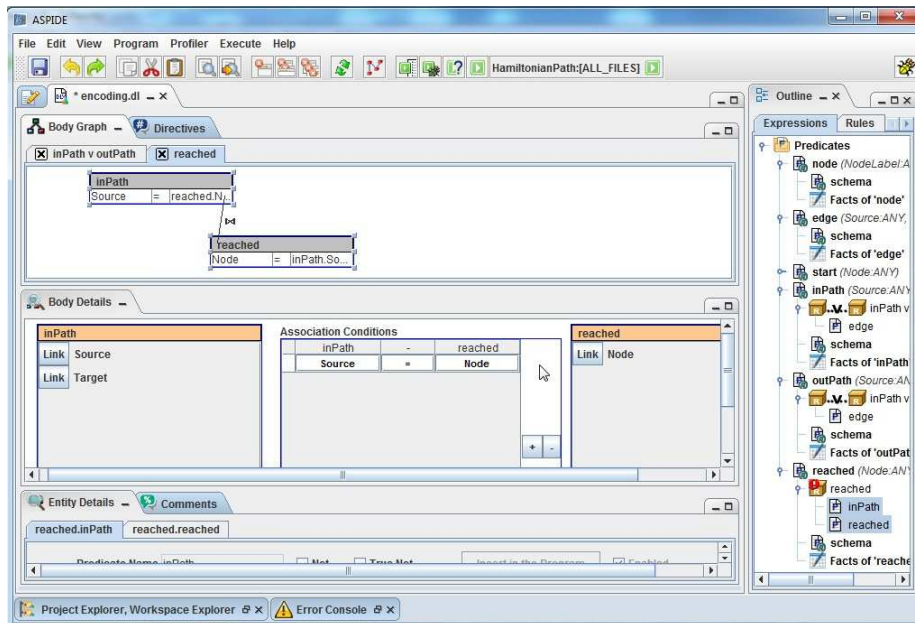 ASPIDE
File Edit View Program Profiler Execute Help
HamiltonianPath:[ALL_FILES]
* encoding.dl
Body Graph
Directives
inPath v outPath
reached
inPath
Source = reached.N...
reached
Node = inPath.So...
Body Details
inPath
Link Source
Link Target
Association Conditions
inPath - reached
Source = Node
+ -
reached
Link Node
Entity Details
Comments
reached.inPath
reached.reached
Predicate Name inPath Not True Not Insert in the Program Enabled
Outline
Expressions Rules
Predicates
node (NodeLabel:A
schema
Facts of 'node'
edge (Source:ANY,
schema
Facts of 'edge'
start (Node:ANY)
inPath (Source:ANY
R ..v.. R inPath v
edge
schema
Facts of 'inPath
outPath (Source:AN
R ..v.. R inPath v
edge
schema
Facts of 'outPat
reached (Node:ANY
reached
inPath
reached
schema
Facts of 'reache
Project Explorer, Workspace Explorer
Error Console